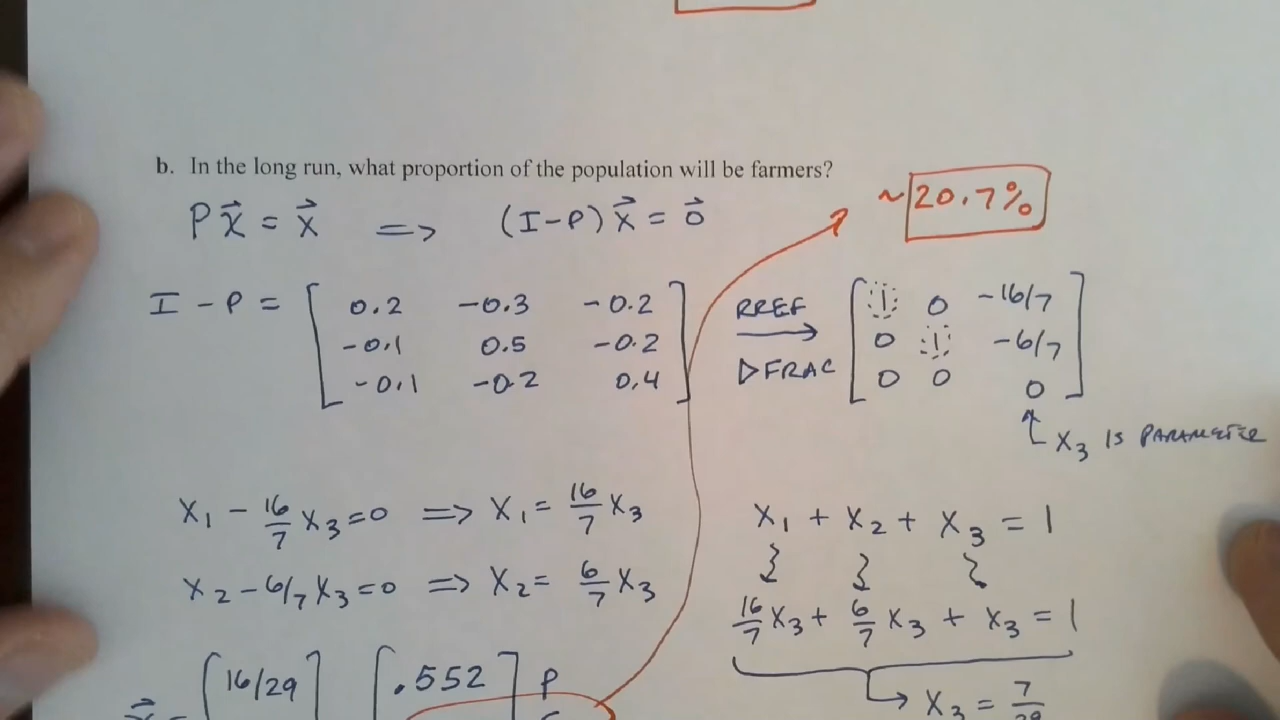 b. In the long run, what proportion of the population will be farmers?
~ 20.7%
Px⃗ = x⃗ => (I-P)x⃗ = 0⃗
I - P = [ 0.2 -0.3 -0.2 RREF [ 1 0 -16/7
-0.1 0.5 -0.2 ▷FRAC 0 1 -6/7
-0.1 -0.2 0.4 ] 0 0 0 ]
X₃ IS PARAMETER
X₁ - 16/7 X₃ = 0 => X₁ = 16/7 X₃
X₂ - 6/7 X₃ = 0 => X₂ = 6/7 X₃
X₁ + X₂ + X₃ = 1
16/7 X₃ + 6/7 X₃ + X₃ = 1
X₃ = 7/29
[16/29] [.552] P